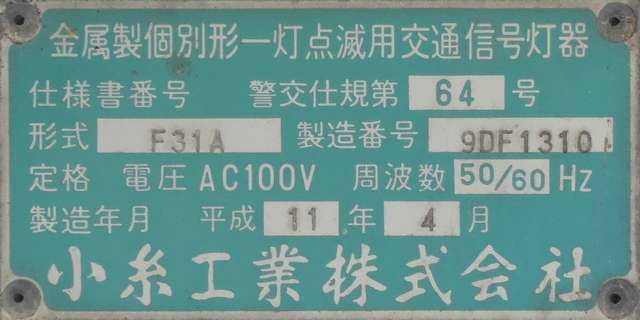 金属製個別形一灯点滅用交通信号灯器
仕様書番号 警交仕規第 64 号
形式 F31A 製造番号 9DF1310
定格 電圧 AC100V 周波数 50/60 Hz
製造年月 平成 11 年 4 月
小糸工業株式会社